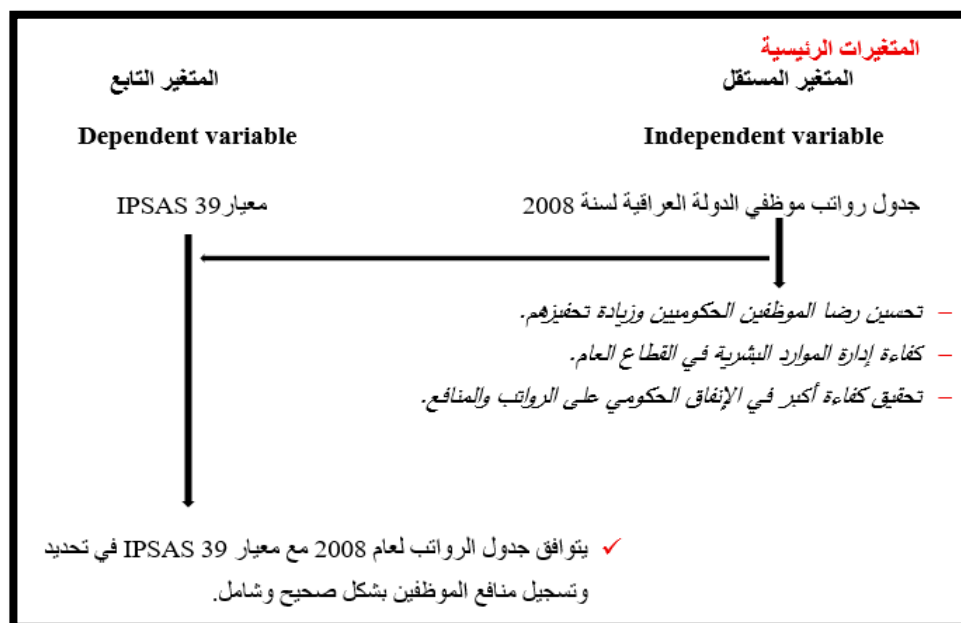 المتغيرات الرئيسية
المتغير المستقل
المتغير التابع
Independent variable
Dependent variable
جدول رواتب موظفي الدولة العراقية لسنة 2008
معيار IPSAS 39
– تحسين رضا الموظفين الحكوميين وزيادة تحفيزهم.
– كفاءة إدارة الموارد البشرية في القطاع العام.
– تحقيق كفاءة أكبر في الإنفاق الحكومي على الرواتب والمنافع.
✓ يتوافق جدول الرواتب لعام 2008 مع معيار IPSAS 39 في تحديد
وتسجيل منافع الموظفين بشكل صحيح وشامل.